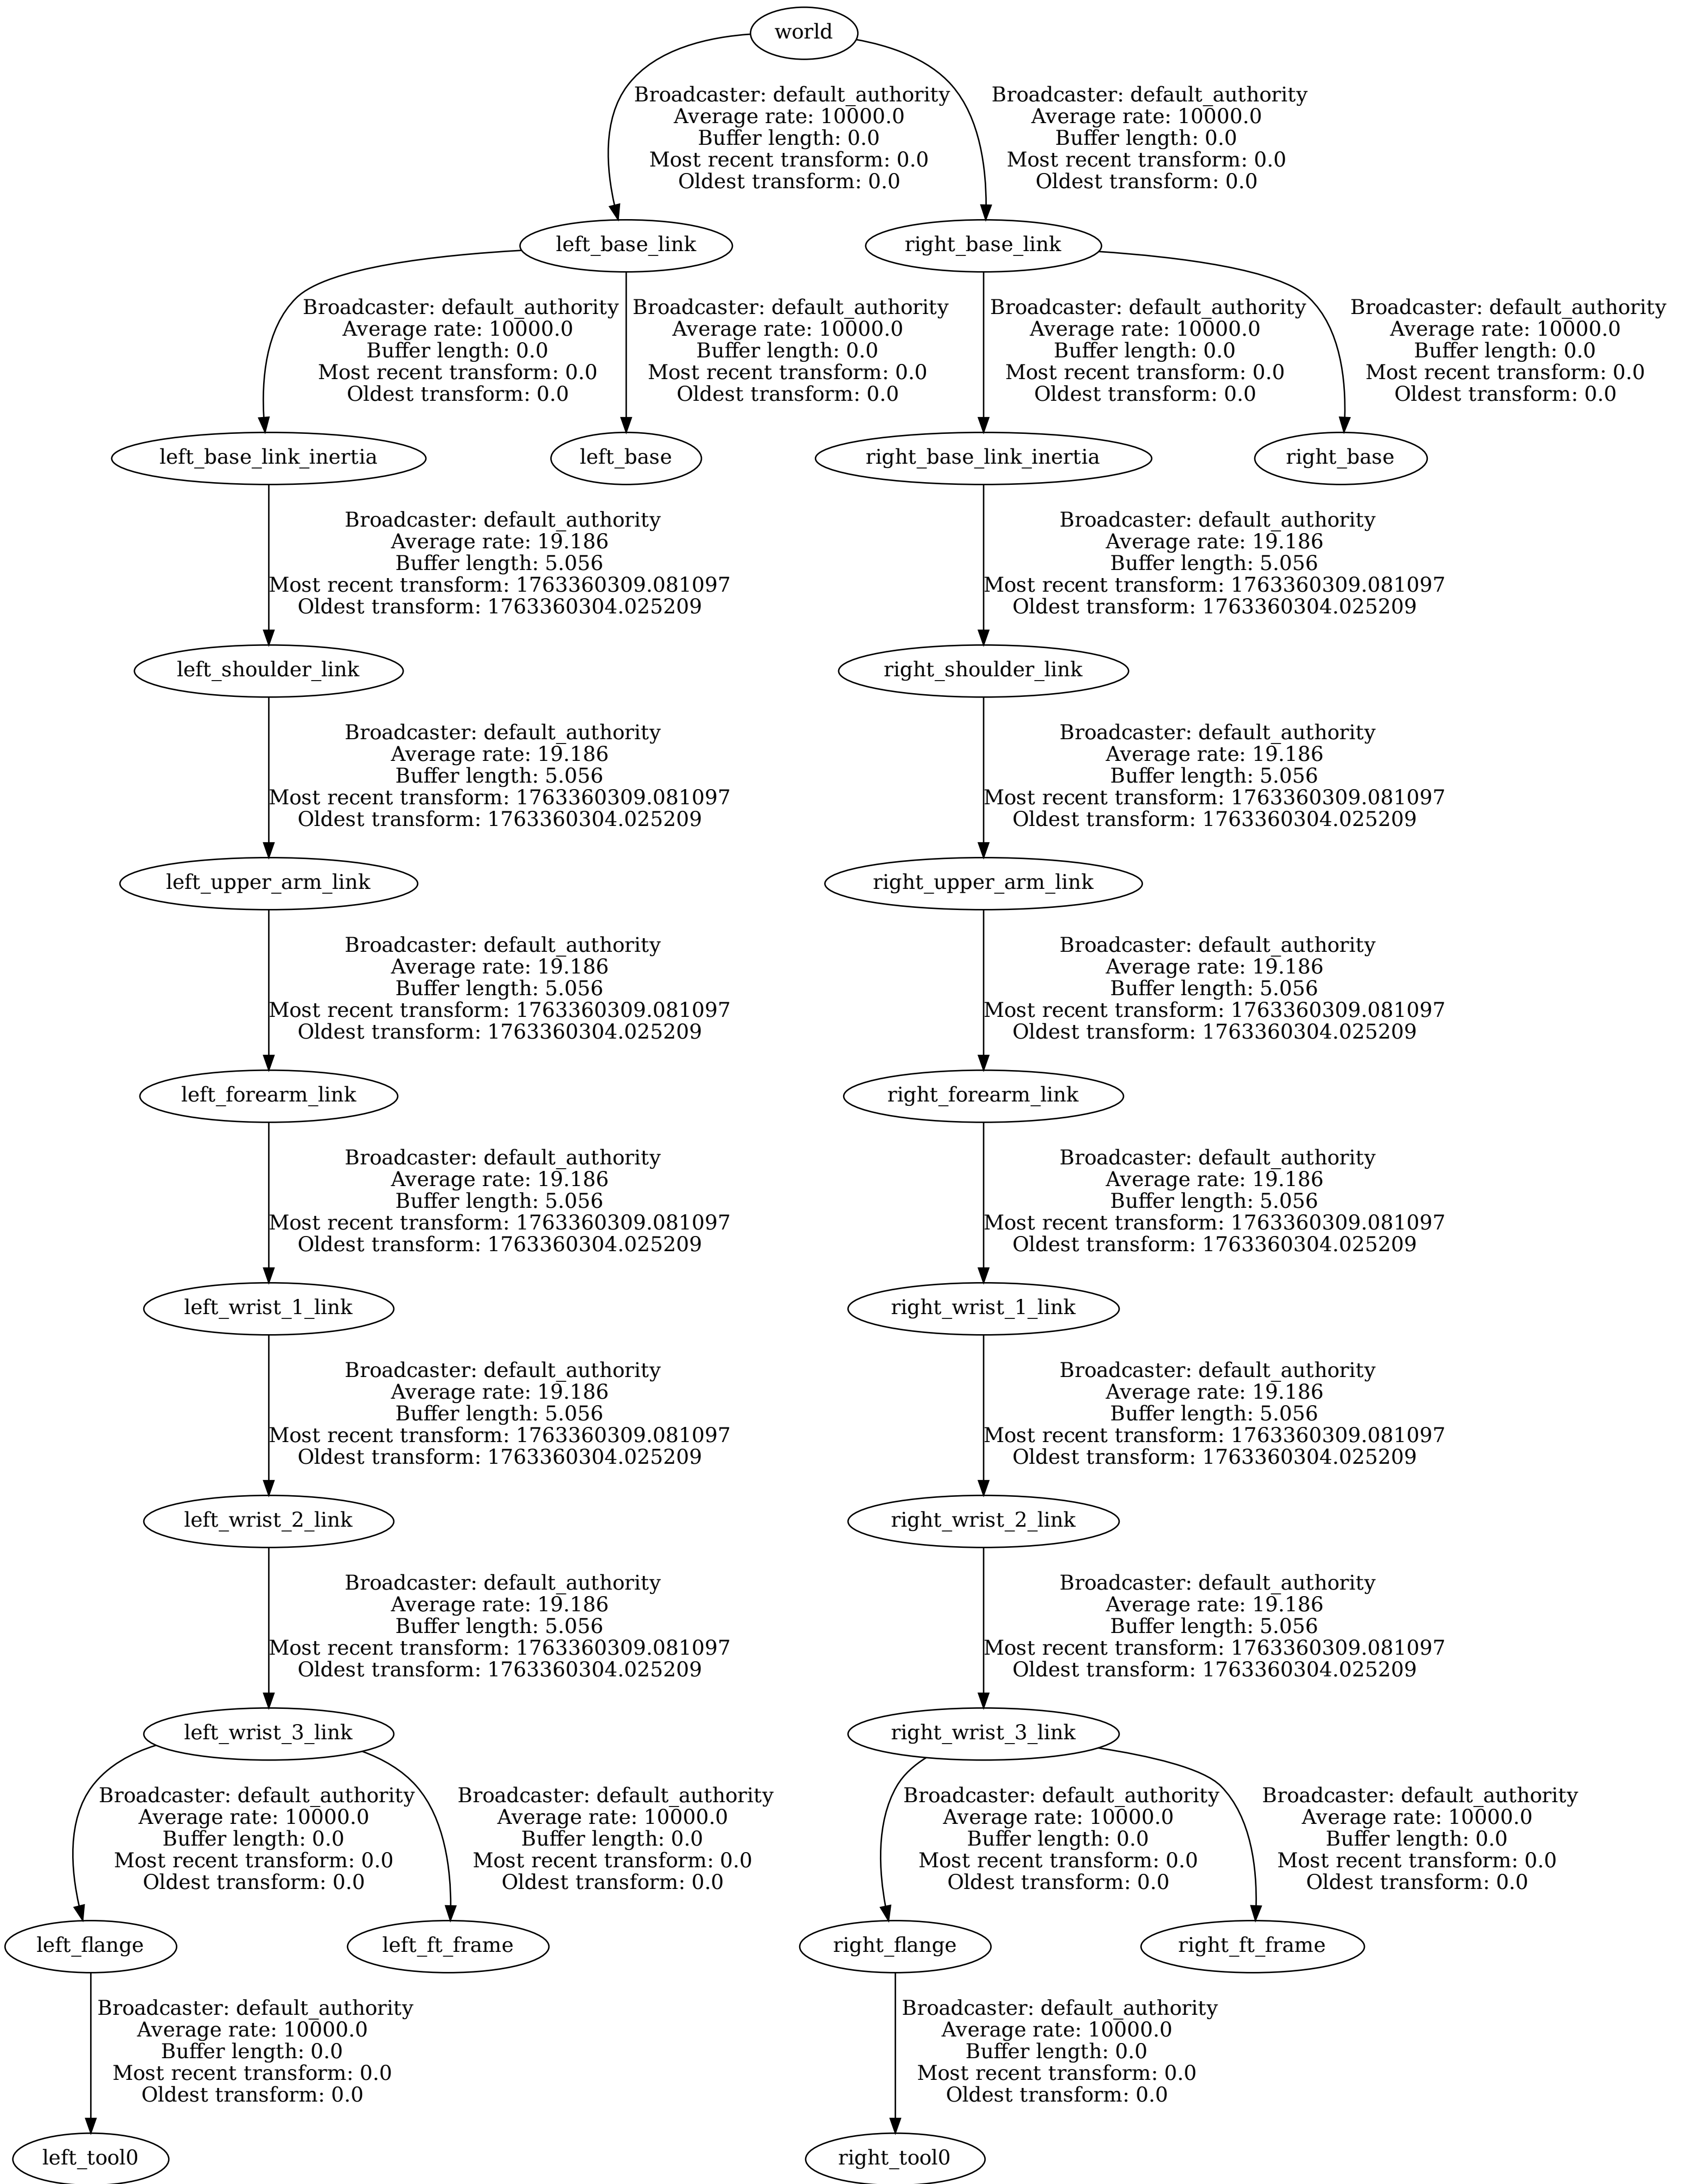 world
Broadcaster: default_authority
Average rate: 10000.0
Buffer length: 0.0
Most recent transform: 0.0
Oldest transform: 0.0
Broadcaster: default_authority
Average rate: 10000.0
Buffer length: 0.0
Most recent transform: 0.0
Oldest transform: 0.0
left_base_link
right_base_link
Broadcaster: default_authority
Average rate: 10000.0
Buffer length: 0.0
Most recent transform: 0.0
Oldest transform: 0.0
Broadcaster: default_authority
Average rate: 10000.0
Buffer length: 0.0
Most recent transform: 0.0
Oldest transform: 0.0
Broadcaster: default_authority
Average rate: 10000.0
Buffer length: 0.0
Most recent transform: 0.0
Oldest transform: 0.0
Broadcaster: default_authority
Average rate: 10000.0
Buffer length: 0.0
Most recent transform: 0.0
Oldest transform: 0.0
left_base_link_inertia
left_base
right_base_link_inertia
right_base
Broadcaster: default_authority
Average rate: 19.186
Buffer length: 5.056
Most recent transform: 1763360309.081097
Oldest transform: 1763360304.025209
Broadcaster: default_authority
Average rate: 19.186
Buffer length: 5.056
Most recent transform: 1763360309.081097
Oldest transform: 1763360304.025209
left_shoulder_link
right_shoulder_link
Broadcaster: default_authority
Average rate: 19.186
Buffer length: 5.056
Most recent transform: 1763360309.081097
Oldest transform: 1763360304.025209
Broadcaster: default_authority
Average rate: 19.186
Buffer length: 5.056
Most recent transform: 1763360309.081097
Oldest transform: 1763360304.025209
left_upper_arm_link
right_upper_arm_link
Broadcaster: default_authority
Average rate: 19.186
Buffer length: 5.056
Most recent transform: 1763360309.081097
Oldest transform: 1763360304.025209
Broadcaster: default_authority
Average rate: 19.186
Buffer length: 5.056
Most recent transform: 1763360309.081097
Oldest transform: 1763360304.025209
left_forearm_link
right_forearm_link
Broadcaster: default_authority
Average rate: 19.186
Buffer length: 5.056
Most recent transform: 1763360309.081097
Oldest transform: 1763360304.025209
Broadcaster: default_authority
Average rate: 19.186
Buffer length: 5.056
Most recent transform: 1763360309.081097
Oldest transform: 1763360304.025209
left_wrist_1_link
right_wrist_1_link
Broadcaster: default_authority
Average rate: 19.186
Buffer length: 5.056
Most recent transform: 1763360309.081097
Oldest transform: 1763360304.025209
Broadcaster: default_authority
Average rate: 19.186
Buffer length: 5.056
Most recent transform: 1763360309.081097
Oldest transform: 1763360304.025209
left_wrist_2_link
right_wrist_2_link
Broadcaster: default_authority
Average rate: 19.186
Buffer length: 5.056
Most recent transform: 1763360309.081097
Oldest transform: 1763360304.025209
Broadcaster: default_authority
Average rate: 19.186
Buffer length: 5.056
Most recent transform: 1763360309.081097
Oldest transform: 1763360304.025209
left_wrist_3_link
right_wrist_3_link
Broadcaster: default_authority
Average rate: 10000.0
Buffer length: 0.0
Most recent transform: 0.0
Oldest transform: 0.0
Broadcaster: default_authority
Average rate: 10000.0
Buffer length: 0.0
Most recent transform: 0.0
Oldest transform: 0.0
Broadcaster: default_authority
Average rate: 10000.0
Buffer length: 0.0
Most recent transform: 0.0
Oldest transform: 0.0
Broadcaster: default_authority
Average rate: 10000.0
Buffer length: 0.0
Most recent transform: 0.0
Oldest transform: 0.0
left_flange
left_ft_frame
right_flange
right_ft_frame
Broadcaster: default_authority
Average rate: 10000.0
Buffer length: 0.0
Most recent transform: 0.0
Oldest transform: 0.0
Broadcaster: default_authority
Average rate: 10000.0
Buffer length: 0.0
Most recent transform: 0.0
Oldest transform: 0.0
left_tool0
right_tool0